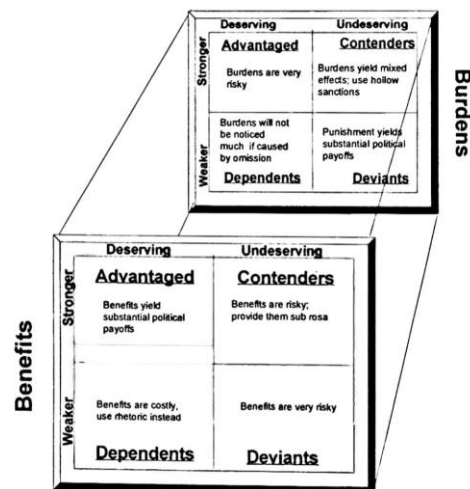 Deserving Undeserving
Stronger
Advantaged
Burdens are very
risky
Contenders
Burdens yield mixed
effects; use hollow
sanctions
Weaker
Burdens will not
be noticed
much if caused
by omission
Dependents
Punishment yields
substantial political
payoffs
Deviants
Burdens
Deserving Undeserving
Benefits
Stronger
Advantaged
Benefits yield
substantial political
payoffs
Contenders
Benefits are risky;
provide them sub rosa
Weaker
Benefits are costly,
use rhetoric instead
Dependents
Benefits are very risky
Deviants